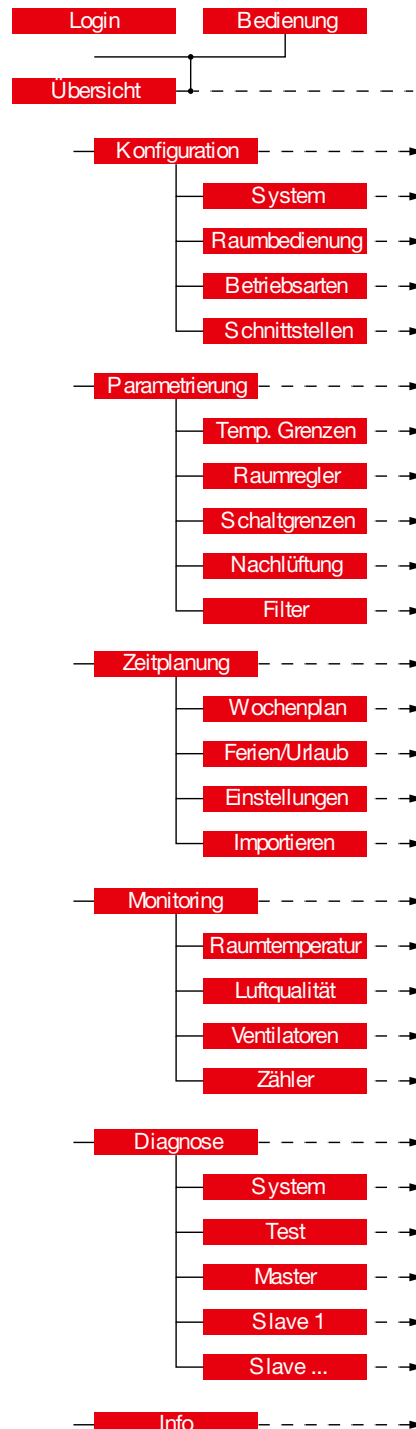 Login
Bedienung
Übersicht
Konfiguration
System
Raumbedienung
Betriebsarten
Schnittstellen
Parametrierung
Temp. Grenzen
Raumregler
Schaltgrenzen
Nachlüftung
Filter
Zeitplanung
Wochenplan
Ferien/Urlaub
Einstellungen
Importieren
Monitoring
Raumtemperatur
Luftqualität
Ventilatoren
Zähler
Diagnose
System
Test
Master
Slave 1
Slave ...
Info